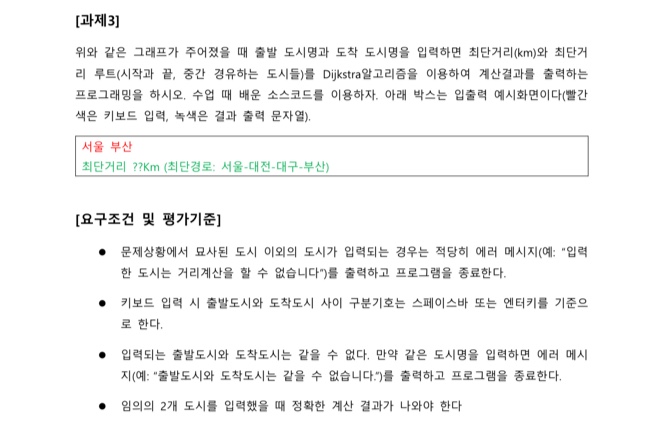 [과제3]
위와 같은 그래프가 주어졌을 때 출발 도시명과 도착 도시명을 입력하면 최단거리(km)와 최단거
리 루트(시작과 끝, 중간 경유하는 도시들)를 Dijkstra알고리즘을 이용하여 계산결과를 출력하는
프로그래밍을 하시오. 수업 때 배운 소스코드를 이용하자. 아래 박스는 입출력 예시화면이다(빨간
색은 키보드 입력, 녹색은 결과 출력 문자열).
서울 부산
최단거리 ??Km (최단경로: 서울-대전-대구-부산)
[요구조건 및 평가기준]
● 문제상황에서 묘사된 도시 이외의 도시가 입력되는 경우는 적당히 에러 메시지(예: “입력
한 도시는 거리계산을 할 수 없습니다”)를 출력하고 프로그램을 종료한다.
● 키보드 입력 시 출발도시와 도착도시 사이 구분기호는 스페이스바 또는 엔터키를 기준으
로 한다.
● 입력되는 출발도시와 도착도시는 같을 수 없다. 만약 같은 도시명을 입력하면 에러 메시
지(예: “출발도시와 도착도시는 같을 수 없습니다.”)를 출력하고 프로그램을 종료한다.
● 임의의 2개 도시를 입력했을 때 정확한 계산 결과가 나와야 한다